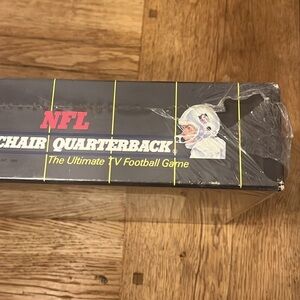 NFL
CHAIR QUARTERBACK
The Ultimate TV Football Game